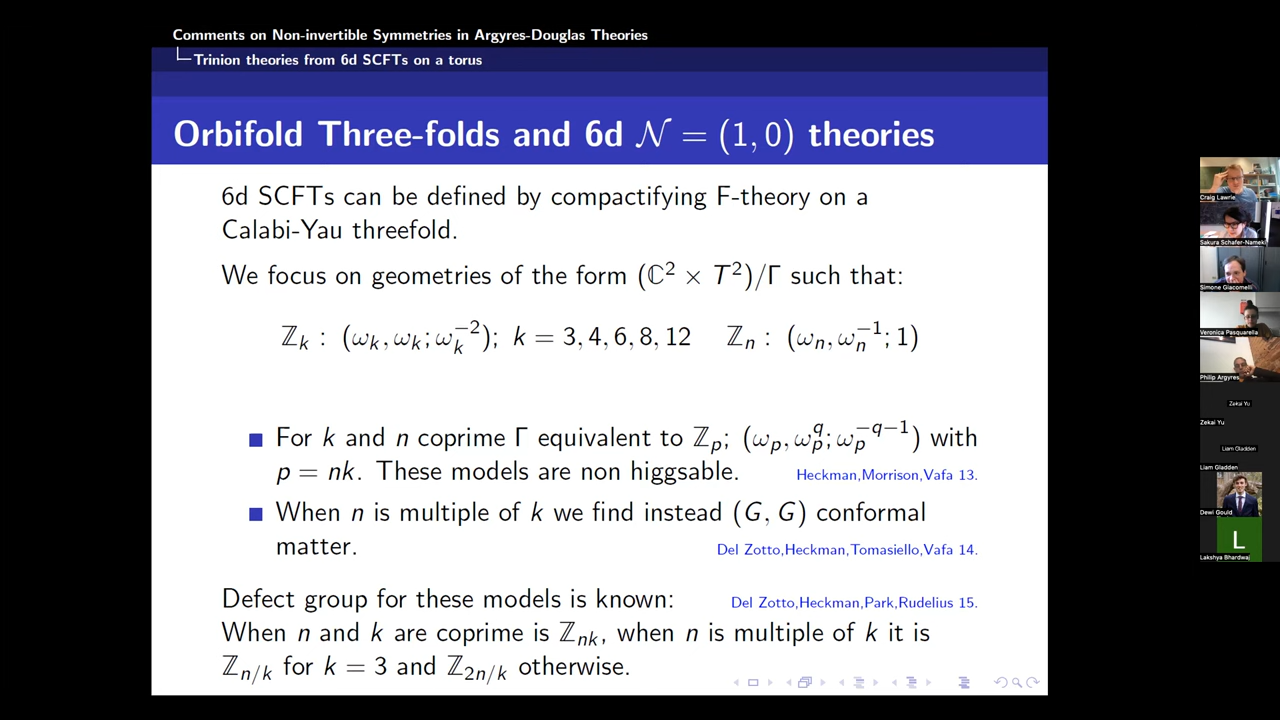 Comments on Non-invertible Symmetries in Argyres-Douglas Theories
Trinion theories from 6d SCFTs on a torus
Orbifold Three-folds and 6d 𝒩 = (1, 0) theories
6d SCFTs can be defined by compactifying F-theory on a
Calabi-Yau threefold.
We focus on geometries of the form (ℂ² × T²)/Γ such that:
ℤ_k : (ω_k, ω_k; ω_k^{-2}); k = 3, 4, 6, 8, 12 ℤ_n : (ω_n, ω_n^{-1}; 1)
For k and n coprime Γ equivalent to ℤ_p; (ω_p, ω_p^q; ω_p^{-q-1}) with
p = nk. These models are non higgsable. Heckman,Morrison,Vafa 13.
When n is multiple of k we find instead (G, G) conformal
matter. Del Zotto,Heckman,Tomasiello,Vafa 14.
Defect group for these models is known: Del Zotto,Heckman,Park,Rudelius 15.
When n and k are coprime is ℤ_{nk}, when n is multiple of k it is
ℤ_{n/k} for k = 3 and ℤ_{2n/k} otherwise.
Craig Lawrie
Sakura Schafer-Nameki
Simone Giacomelli
Veronica Pasquarella
Philip Argyres
Zekai Yu
Zekai Yu
Liam Gladden
Liam Gladden
Dewi Gould
L
Lakshya Bhardwaj